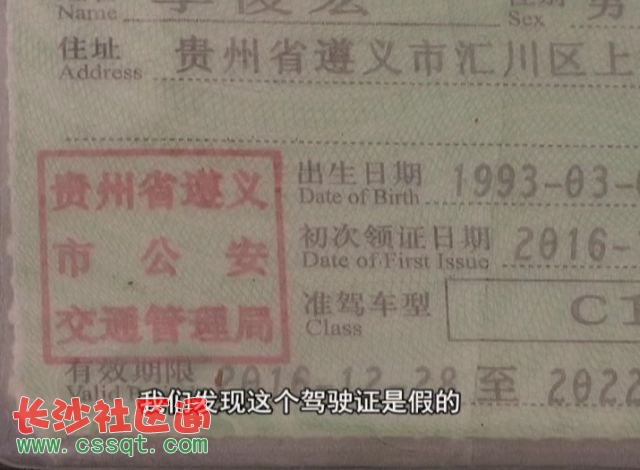 Name
Sex 男
住址
Address 贵州省遵义市汇川区上
出生日期
Date of Birth 1993-03-
初次领证日期
Date of First Issue 2016-
准驾车型
Class C1
贵州省遵义
市公安
交通管理局
有效期限
2016-12-28 至 2022
我们发现这个驾驶证是假的
长沙社区通
www.cssqt.com